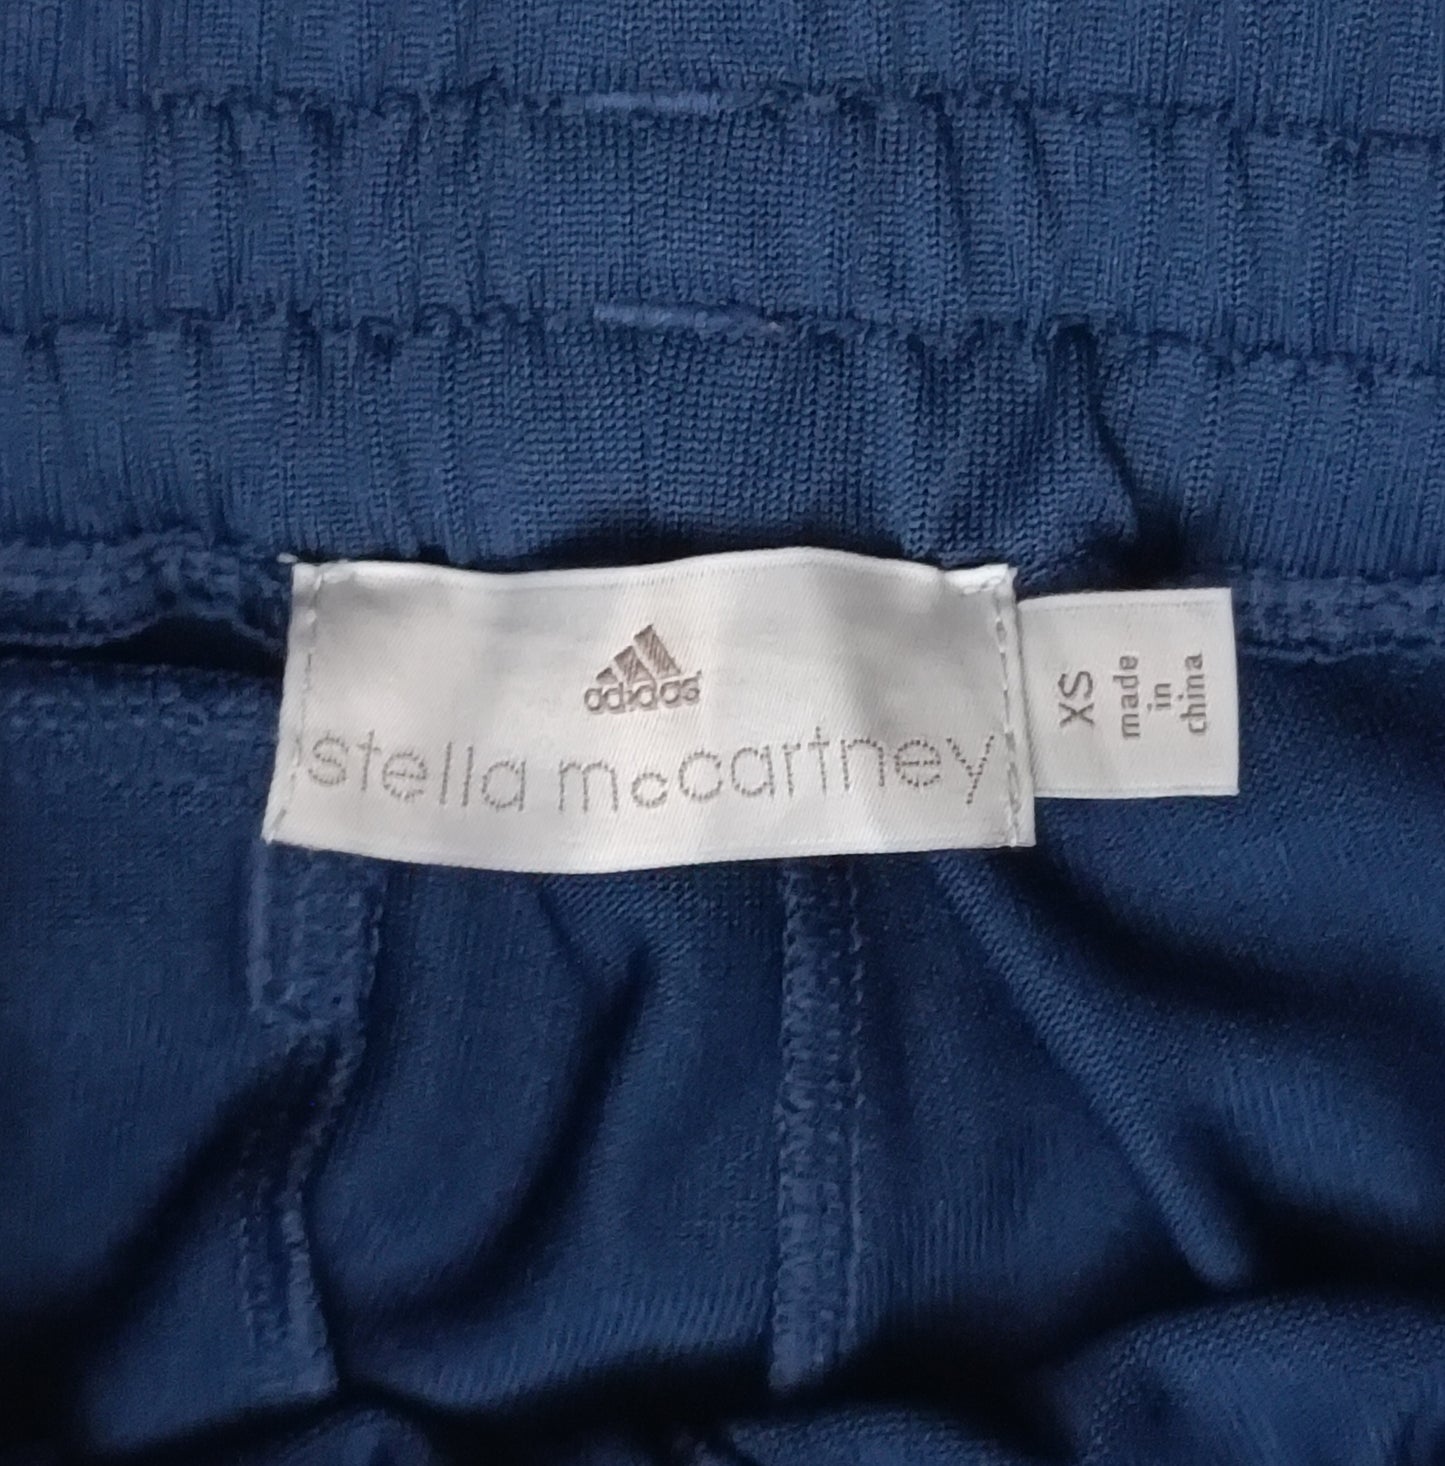 adidas
stella mccartney
XS
made
in
china